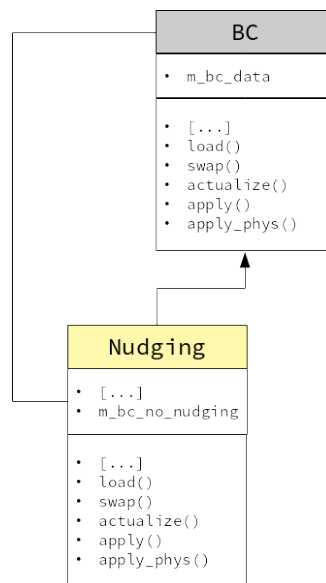 BC
• m_bc_data
• [...]
• load()
• swap()
• actualize()
• apply()
• apply_phys()
Nudging
• [...]
• m_bc_no_nudging
• [...]
• load()
• swap()
• actualize()
• apply()
• apply_phys()